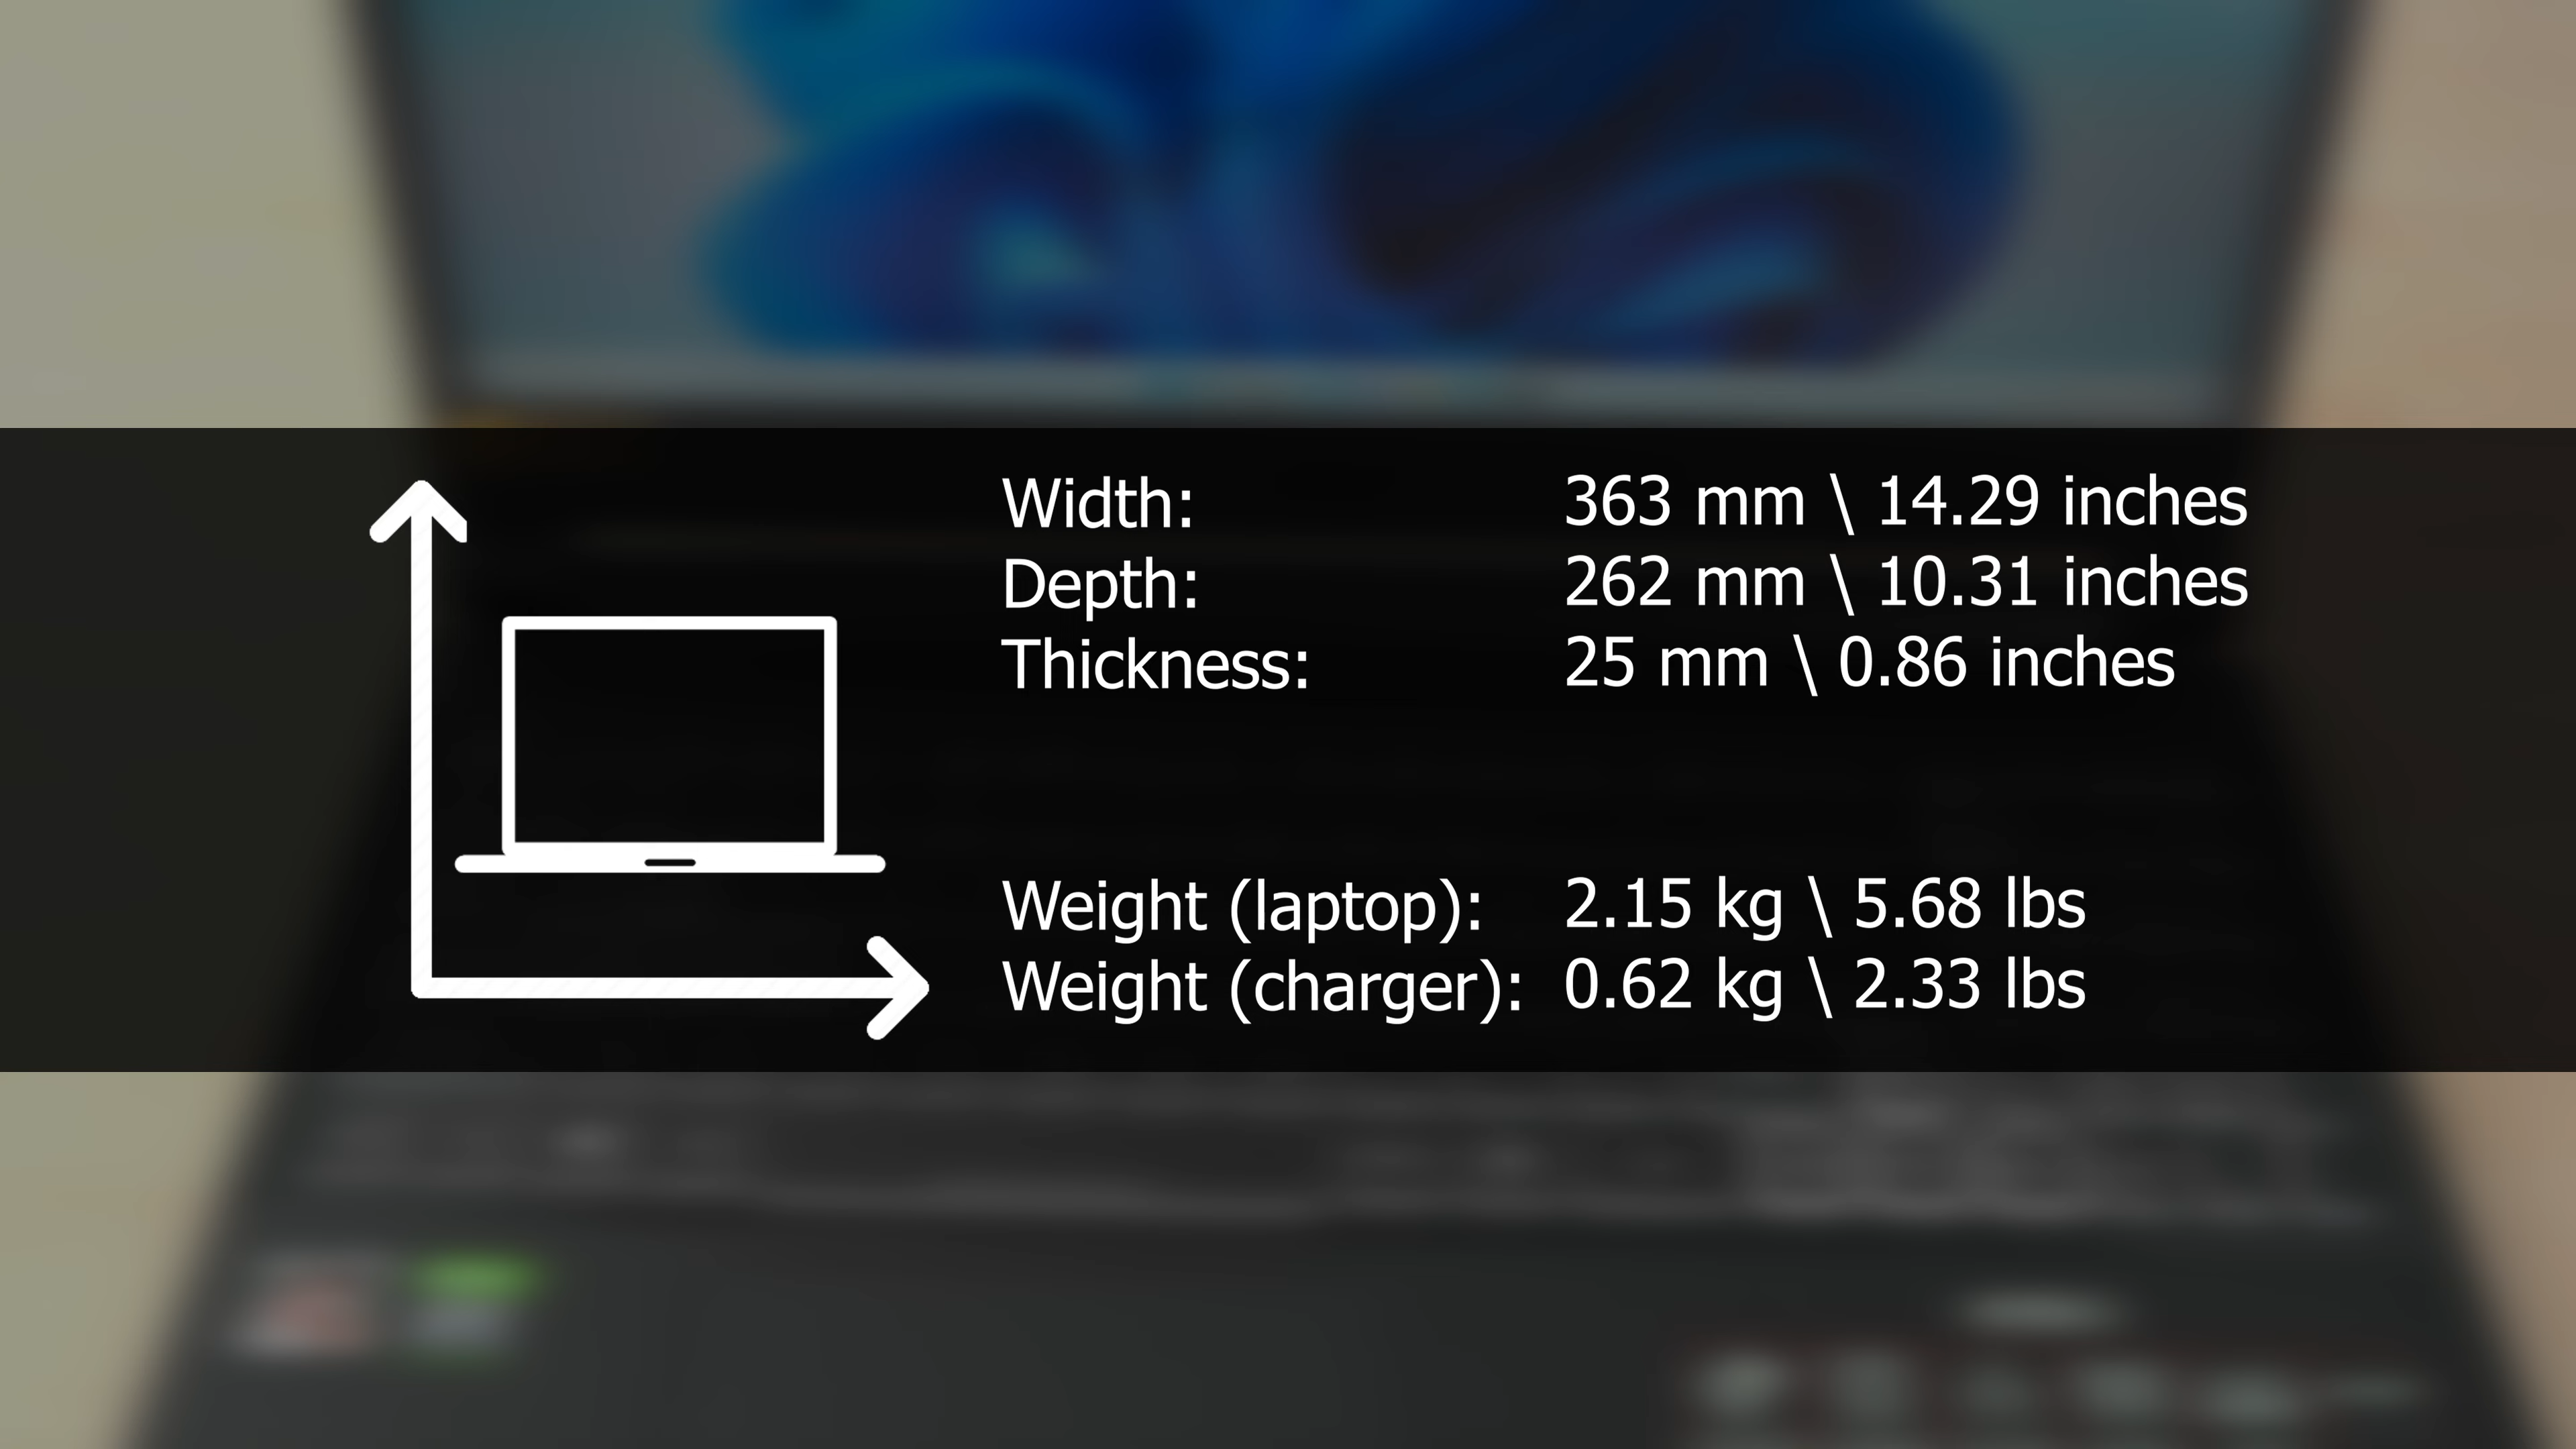 Width: 363 mm \ 14.29 inches
Depth: 262 mm \ 10.31 inches
Thickness: 25 mm \ 0.86 inches
Weight (laptop): 2.15 kg \ 5.68 lbs
Weight (charger): 0.62 kg \ 2.33 lbs